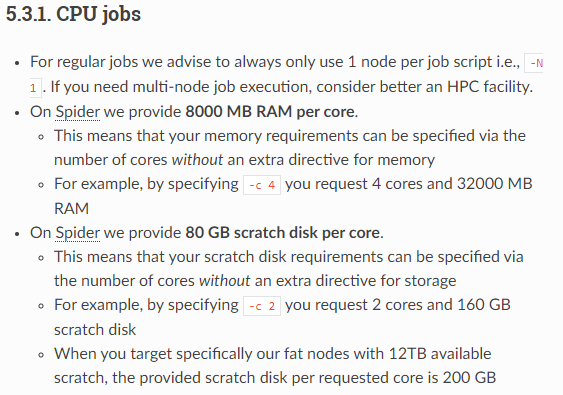 5.3.1. CPU jobs
• For regular jobs we advise to always only use 1 node per job script i.e., -N
1 . If you need multi-node job execution, consider better an HPC facility.
• On Spider we provide 8000 MB RAM per core.
◦ This means that your memory requirements can be specified via the
number of cores without an extra directive for memory
◦ For example, by specifying -c 4 you request 4 cores and 32000 MB
RAM
• On Spider we provide 80 GB scratch disk per core.
◦ This means that your scratch disk requirements can be specified via
the number of cores without an extra directive for storage
◦ For example, by specifying -c 2 you request 2 cores and 160 GB
scratch disk
◦ When you target specifically our fat nodes with 12TB available
scratch, the provided scratch disk per requested core is 200 GB